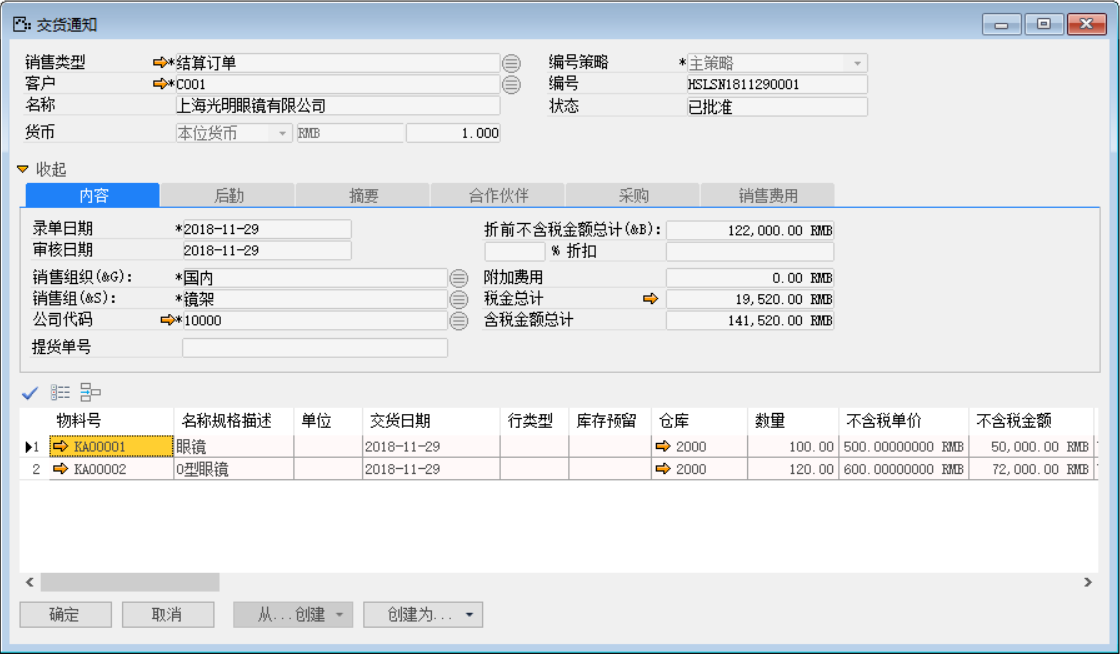 交货通知
销售类型 *结算订单 编号策略 *主策略
客户 *C001 编号 HSLSN1811290001
名称 上海光明眼镜有限公司 状态 已批准
货币 本位货币 RMB 1.000
收起
内容 后勤 摘要 合作伙伴 采购 销售费用
录单日期 *2018-11-29 折前不含税金额总计(&B): 122,000.00 RMB
审核日期 2018-11-29 % 折扣
销售组织(&G): *国内 附加费用 0.00 RMB
销售组(&S): *镜架 税金总计 19,520.00 RMB
公司代码 *10000 含税金额总计 141,520.00 RMB
提货单号
物料号 名称规格描述 单位 交货日期 行类型 库存预留 仓库 数量 不含税单价 不含税金额
1 KA00001 眼镜 2018-11-29 2000 100.00 500.00000000 RMB 50,000.00 RMB
2 KA00002 O型眼镜 2018-11-29 2000 120.00 600.00000000 RMB 72,000.00 RMB
确定 取消 从...创建 创建为...